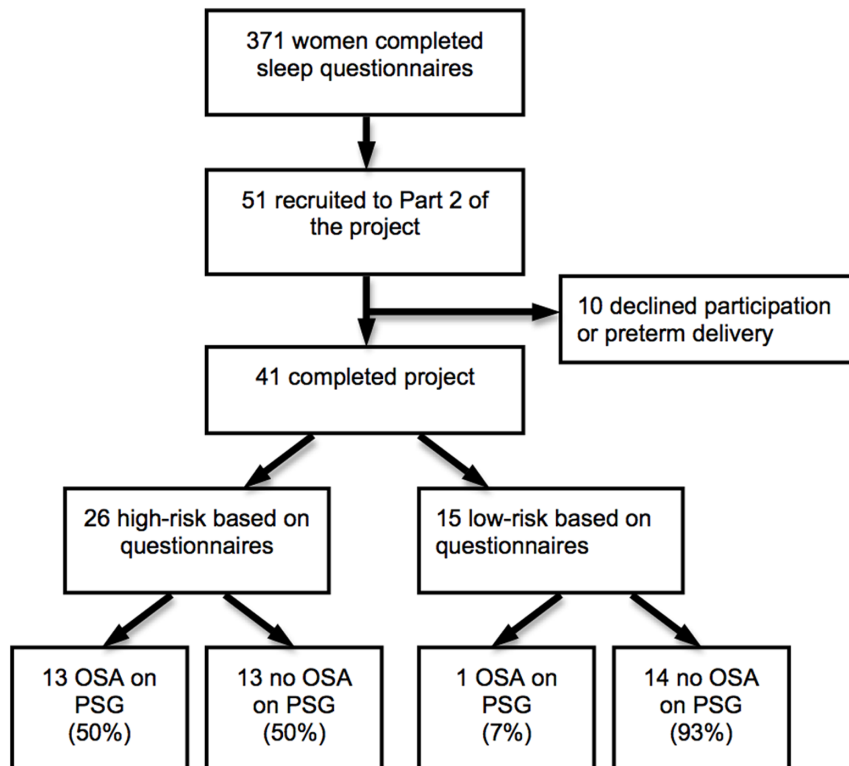 371 women completed
sleep questionnaires
51 recruited to Part 2 of
the project
10 declined participation
or preterm delivery
41 completed project
26 high-risk based on
questionnaires
15 low-risk based on
questionnaires
13 OSA on
PSG
(50%)
13 no OSA
on PSG
(50%)
1 OSA on
PSG
(7%)
14 no OSA
on PSG
(93%)